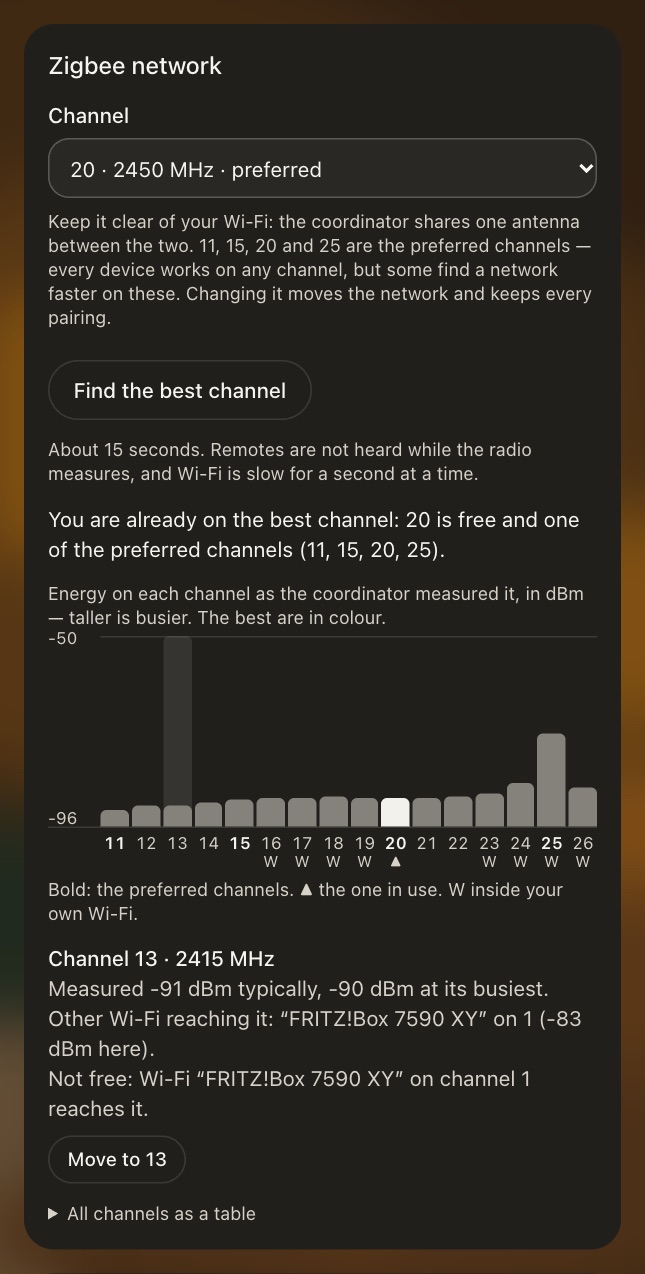 Zigbee network
Channel
20 · 2450 MHz · preferred
Keep it clear of your Wi-Fi: the coordinator shares one antenna
between the two. 11, 15, 20 and 25 are the preferred channels —
every device works on any channel, but some find a network
faster on these. Changing it moves the network and keeps every
pairing.
Find the best channel
About 15 seconds. Remotes are not heard while the radio
measures, and Wi-Fi is slow for a second at a time.
You are already on the best channel: 20 is free and one
of the preferred channels (11, 15, 20, 25).
Energy on each channel as the coordinator measured it, in dBm
— taller is busier. The best are in colour.
-50
-96
11 12 13 14 15 16 17 18 19 20 21 22 23 24 25 26
W W W W ▲ W W W W
Bold: the preferred channels. ▲ the one in use. W inside your
own Wi-Fi.
Channel 13 · 2415 MHz
Measured -91 dBm typically, -90 dBm at its busiest.
Other Wi-Fi reaching it: “FRITZ!Box 7590 XY” on 1 (-83
dBm here).
Not free: Wi-Fi “FRITZ!Box 7590 XY” on channel 1
reaches it.
Move to 13
▶ All channels as a table